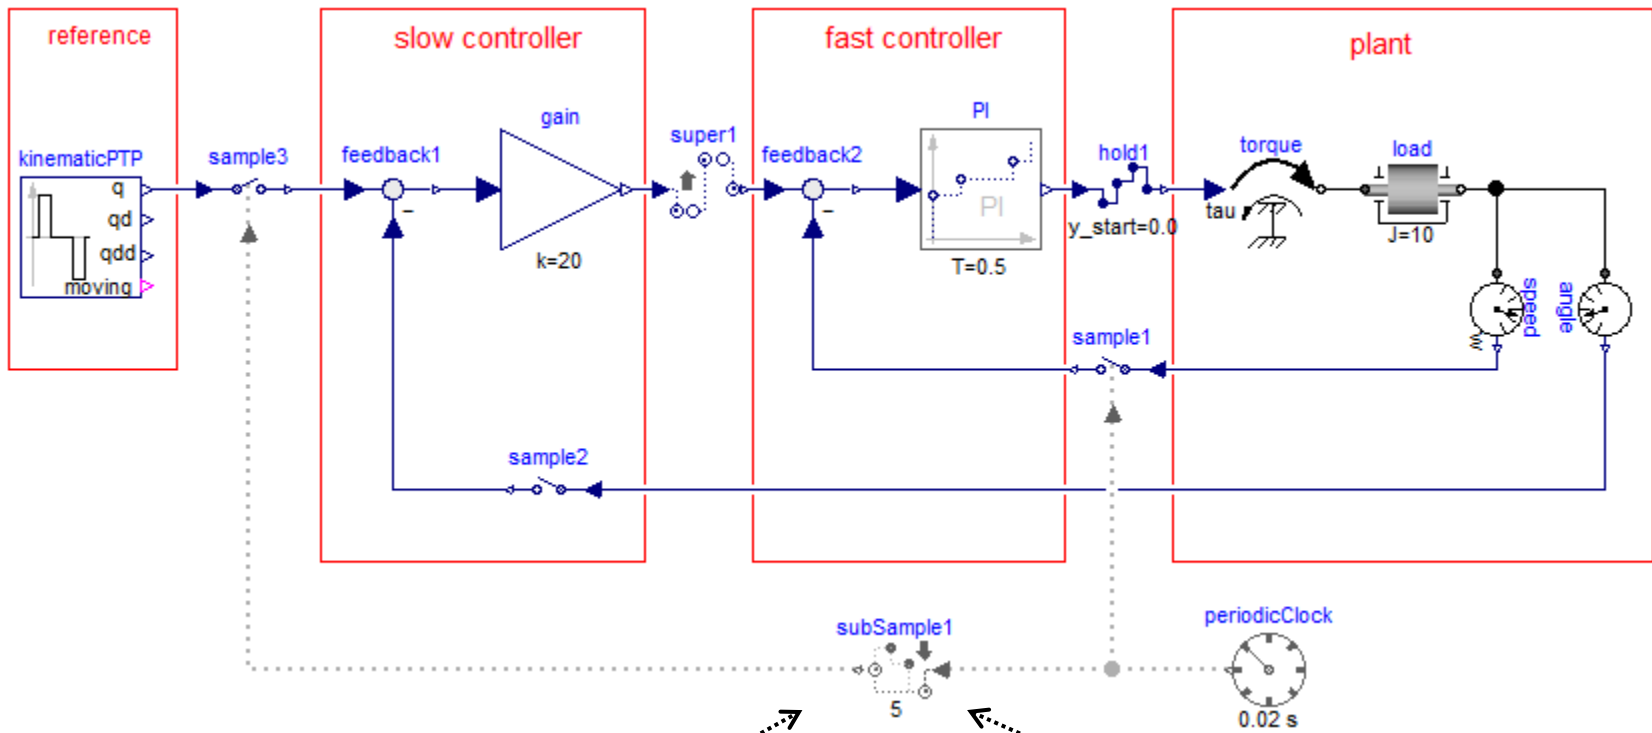 reference
slow controller
fast controller
plant
kinematicPTP
q
qd
qdd
moving
sample3
feedback1
gain
k=20
super1
feedback2
PI
PI
T=0.5
hold1
y_start=0.0
torque
tau
load
J=10
speed
w
angle
sample1
sample2
subSample1
5
periodicClock
0.02 s